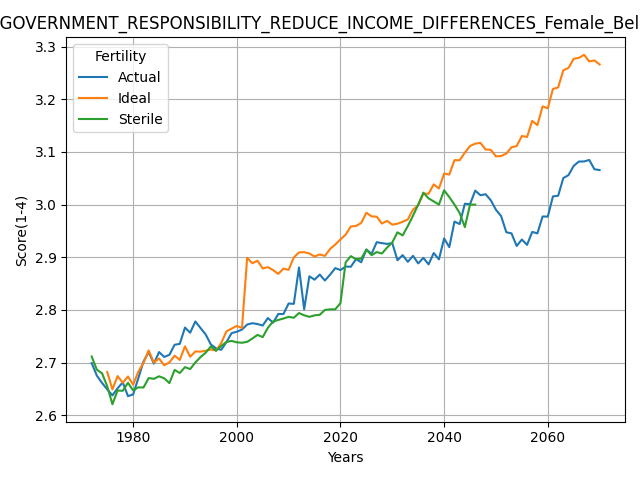 GOVERNMENT_RESPONSIBILITY_REDUCE_INCOME_DIFFERENCES_Female_Bel
3.3
3.2
3.1
3.0
2.9
2.8
2.7
2.6
Score(1-4)
Fertility
Actual
Ideal
Sterile
1980 2000 2020 2040 2060
Years